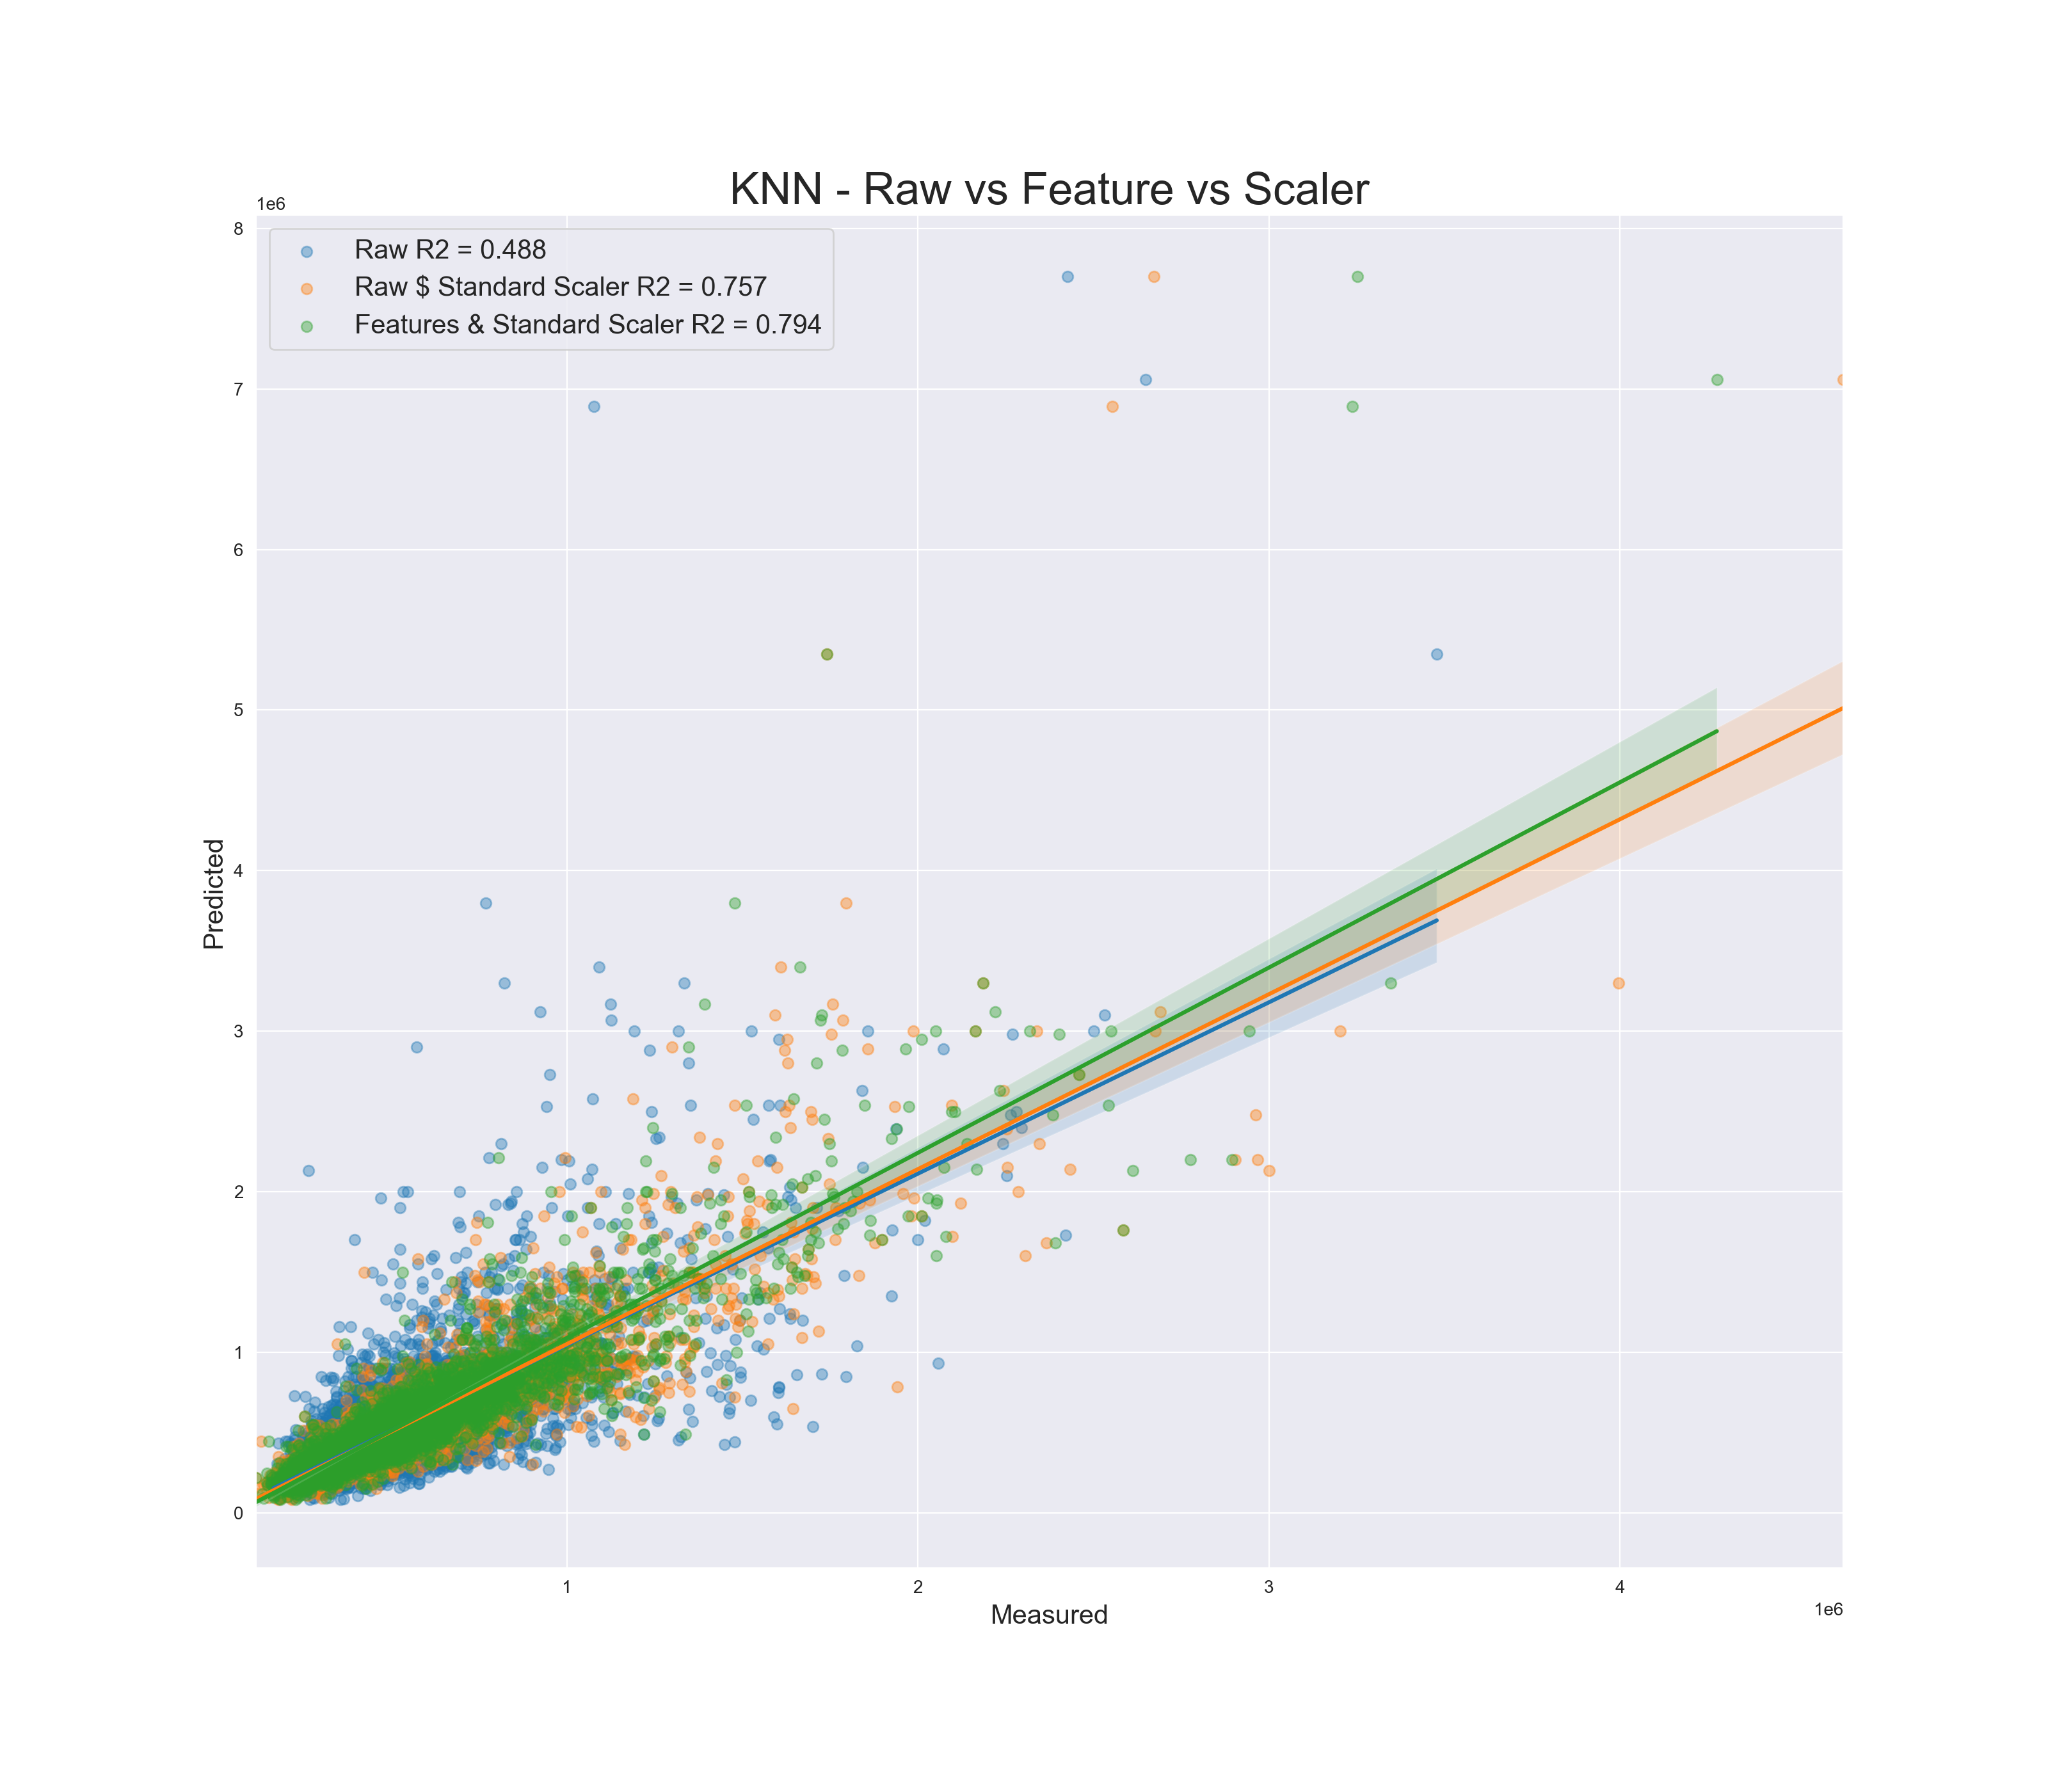 KNN - Raw vs Feature vs Scaler
1e6
Raw R2 = 0.488
Raw $ Standard Scaler R2 = 0.757
Features & Standard Scaler R2 = 0.794
8
7
6
5
4
3
2
1
0
Predicted
1 2 3 4
1e6
Measured